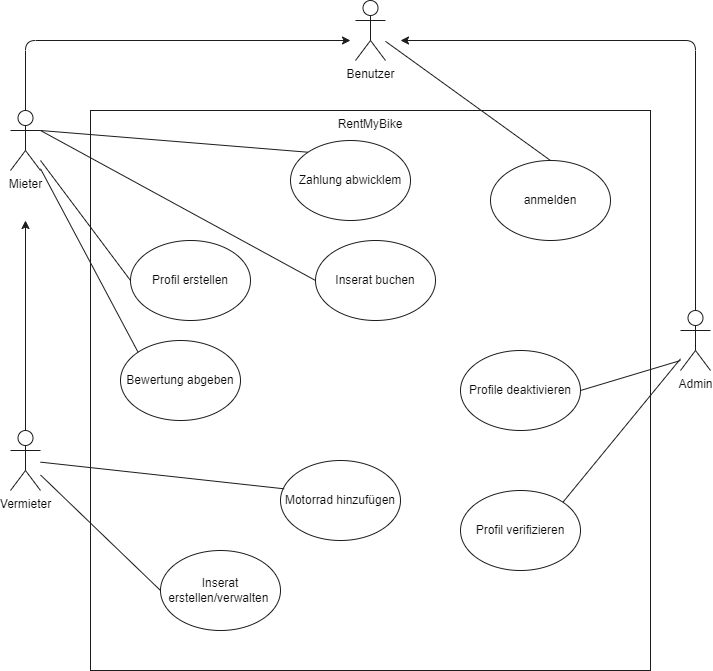 Benutzer
RentMyBike
Mieter
Zahlung abwicklem
anmelden
Profil erstellen
Inserat buchen
Bewertung abgeben
Profile deaktivieren
Admin
Vermieter
Motorrad hinzufügen
Profil verifizieren
Inserat
erstellen/verwalten